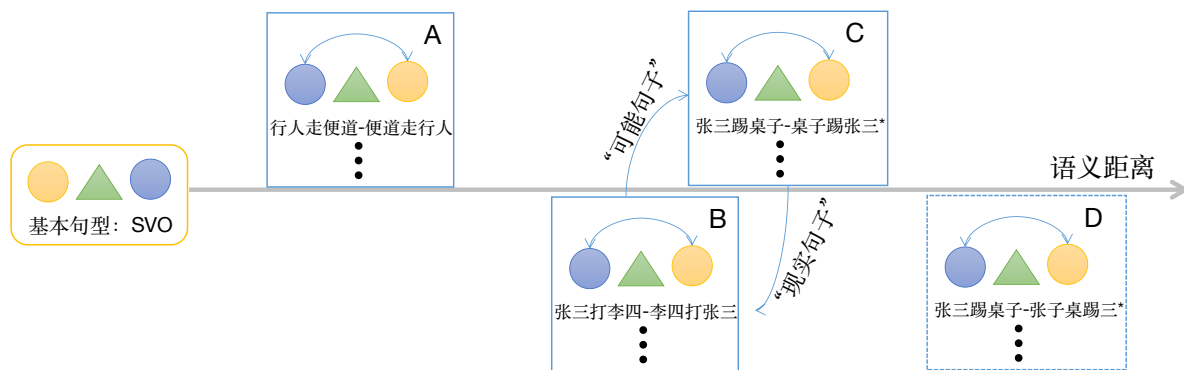 A
行人走便道-便道走行人
基本句型：SVO
“可能句子”
C
张三踢桌子-桌子踢张三*
语义距离
B
张三打李四-李四打张三
“现实句子”
D
张三踢桌子-张子桌踢三*